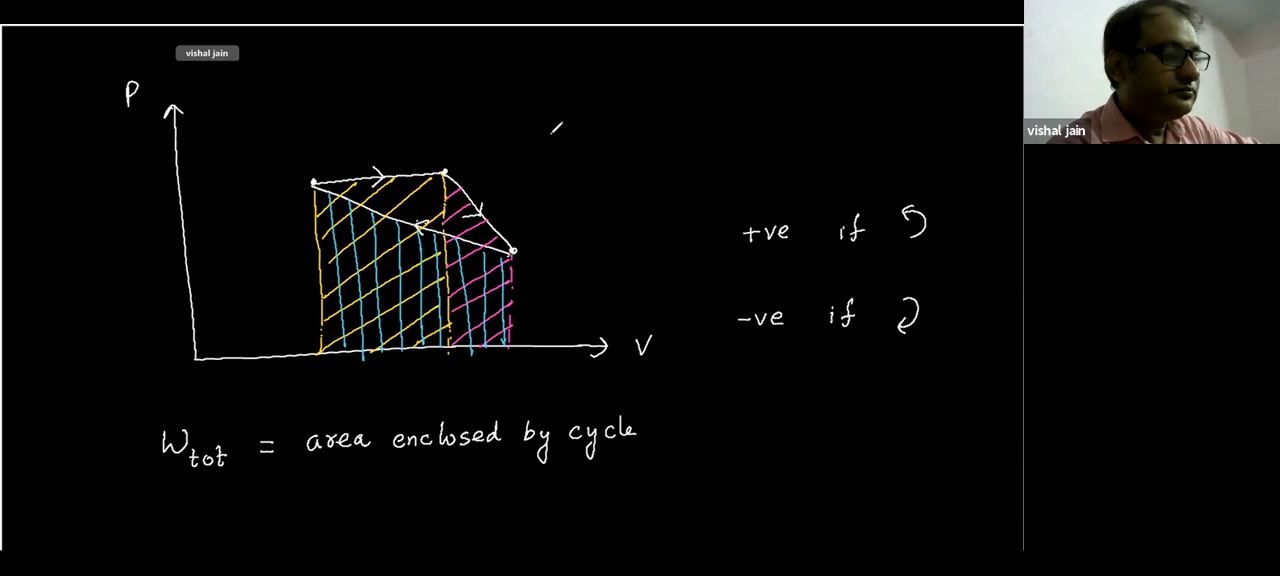 vishal jain
P
vishal jain
+ve if
-ve if
V
W_tot = area enclosed by cycle